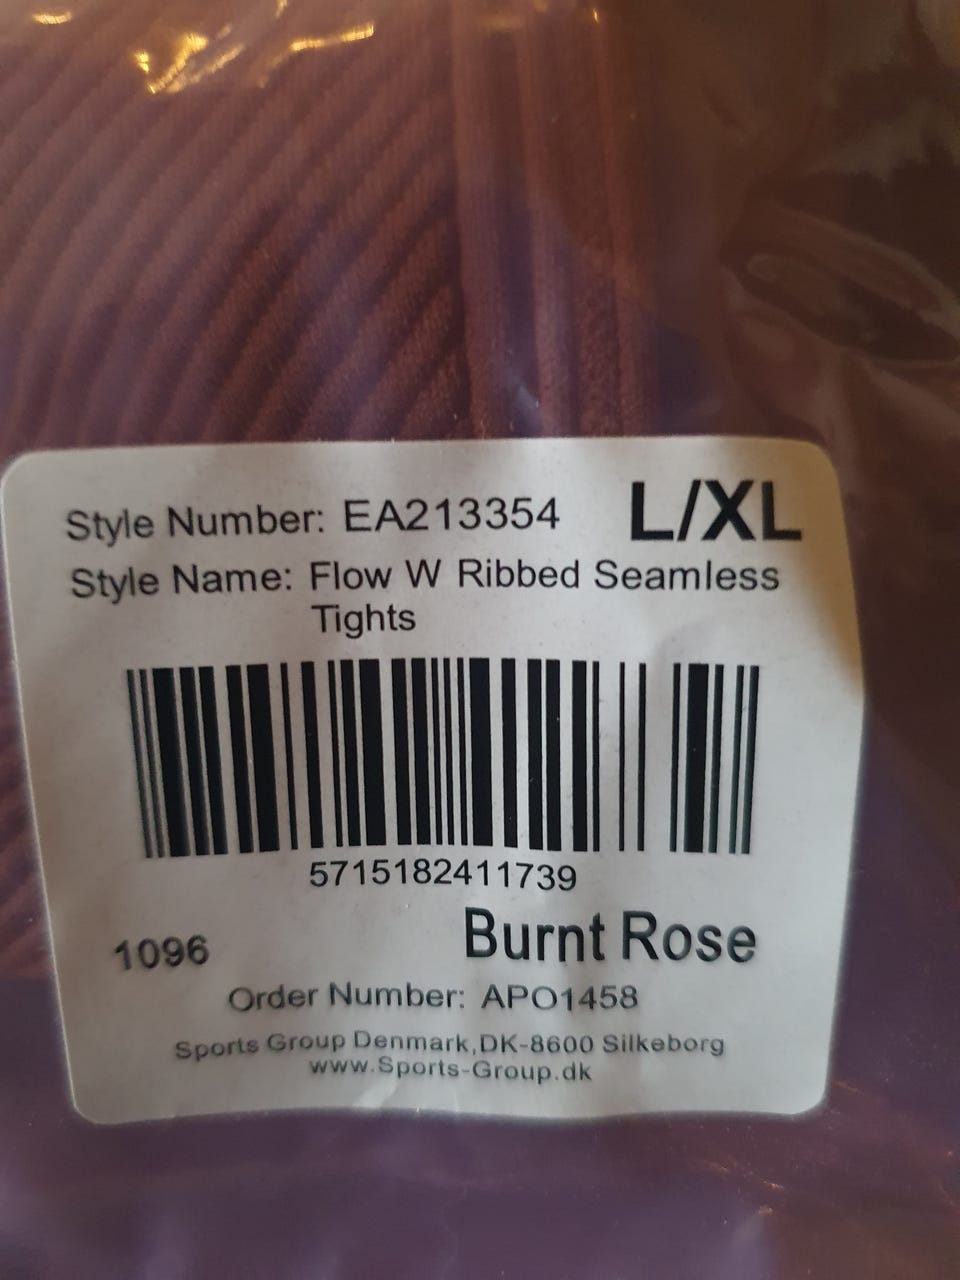 Style Number: EA213354 L/XL
Style Name: Flow W Ribbed Seamless
Tights
5715182411739
1096 Burnt Rose
Order Number: APO1458
Sports Group Denmark,DK-8600 Silkeborg
www.Sports-Group.dk